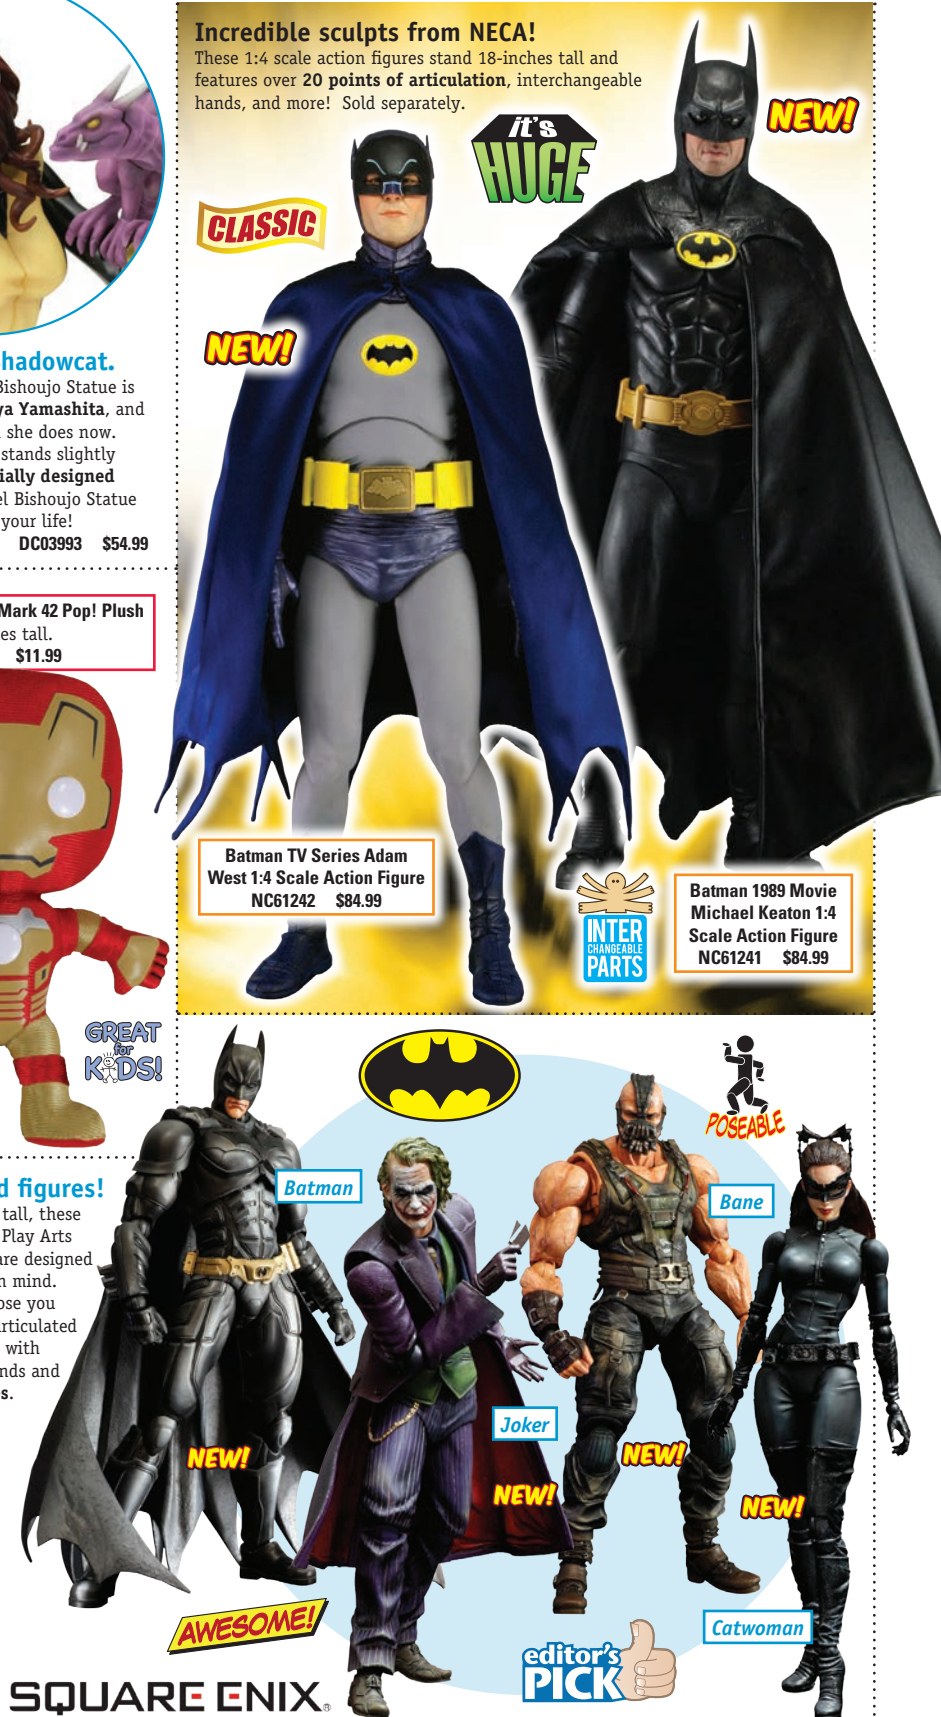 Incredible sculpts from NECA!
These 1:4 scale action figures stand 18-inches tall and
features over 20 points of articulation, interchangeable
hands, and more! Sold separately.
it's
HUGE
NEW!
CLASSIC
NEW!
Batman TV Series Adam
West 1:4 Scale Action Figure
NC61242 $84.99
INTER
CHANGEABLE
PARTS
Batman 1989 Movie
Michael Keaton 1:4
Scale Action Figure
NC61241 $84.99
hadowcat.
Bishoujo Statue is
ya Yamashita, and
she does now.
stands slightly
ially designed
el Bishoujo Statue
your life!
DC03993 $54.99
Mark 42 Pop! Plush
es tall.
$11.99
GREAT
for
KIDS!
d figures!
tall, these
Play Arts
are designed
n mind.
ose you
articulated
with
nds and
s.
Batman
POSEABLE
Bane
Joker
NEW!
NEW!
NEW!
NEW!
Catwoman
AWESOME!
editor's
PICK
SQUARE ENIX®